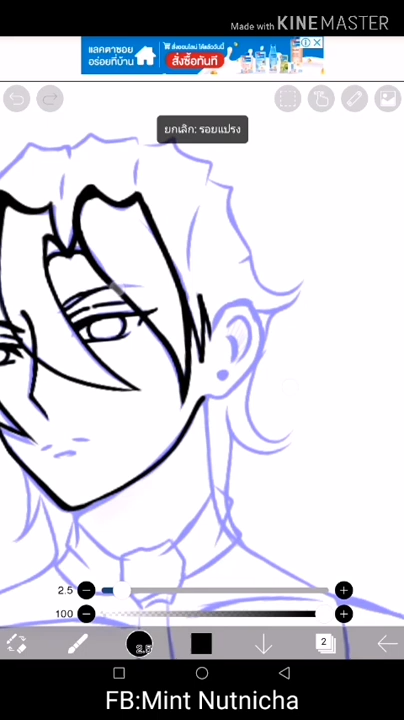 Made with KINEMASTER
แลคตาซอย
อร่อยที่บ้าน
สั่งซื้อทันที
ยกเลิก: รอยแปรง
2.5
100
2.5
2
FB:Mint Nutnicha